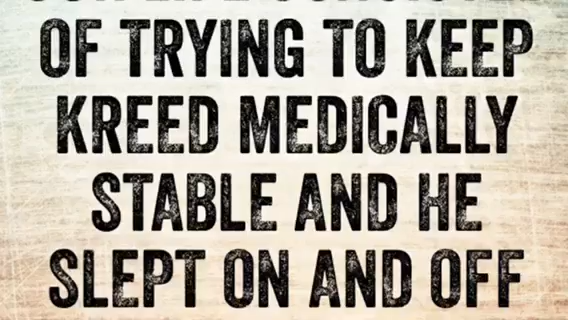 OF TRYING TO KEEP
KREED MEDICALLY
STABLE AND HE
SLEPT ON AND OFF